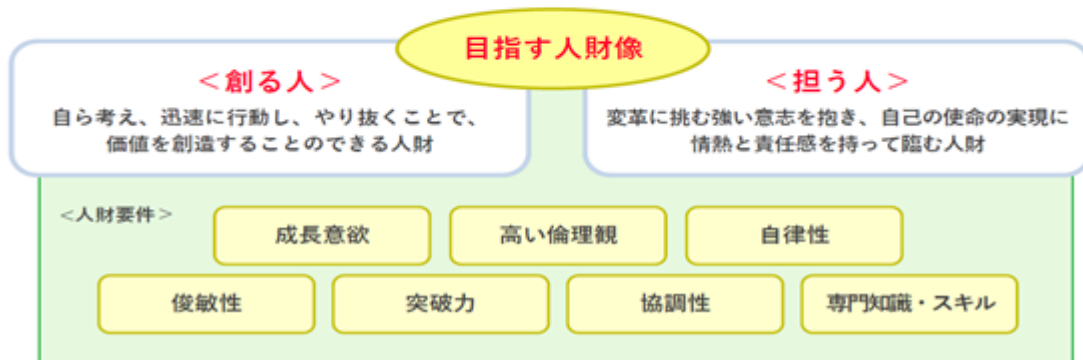 目指す人財像
＜創る人＞
自ら考え、迅速に行動し、やり抜くことで、
価値を創造することのできる人財
＜担う人＞
変革に挑む強い意志を抱き、自己の使命の実現に
情熱と責任感を持って臨む人財
＜人財要件＞
成長意欲
高い倫理観
自律性
俊敏性
突破力
協調性
専門知識・スキル